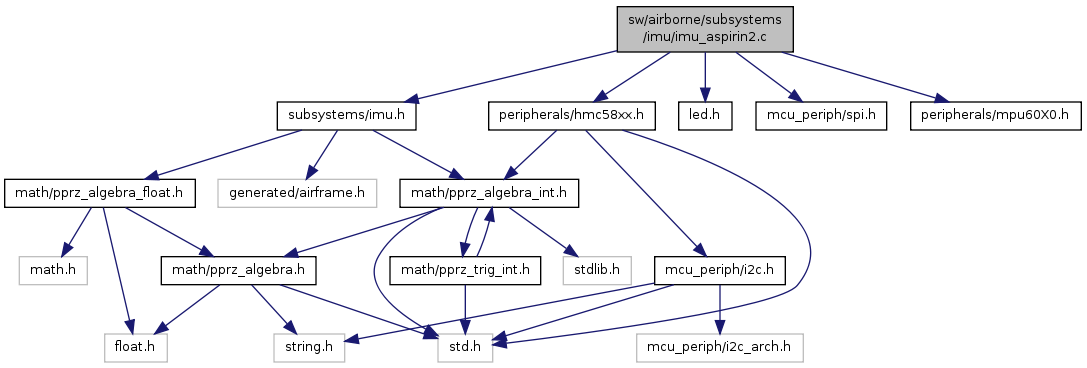 sw/airborne/subsystems
/imu/imu_aspirin2.c
subsystems/imu.h
peripherals/hmc58xx.h
led.h
mcu_periph/spi.h
peripherals/mpu60X0.h
math/pprz_algebra_float.h
generated/airframe.h
math/pprz_algebra_int.h
math.h
math/pprz_algebra.h
math/pprz_trig_int.h
stdlib.h
mcu_periph/i2c.h
float.h
string.h
std.h
mcu_periph/i2c_arch.h